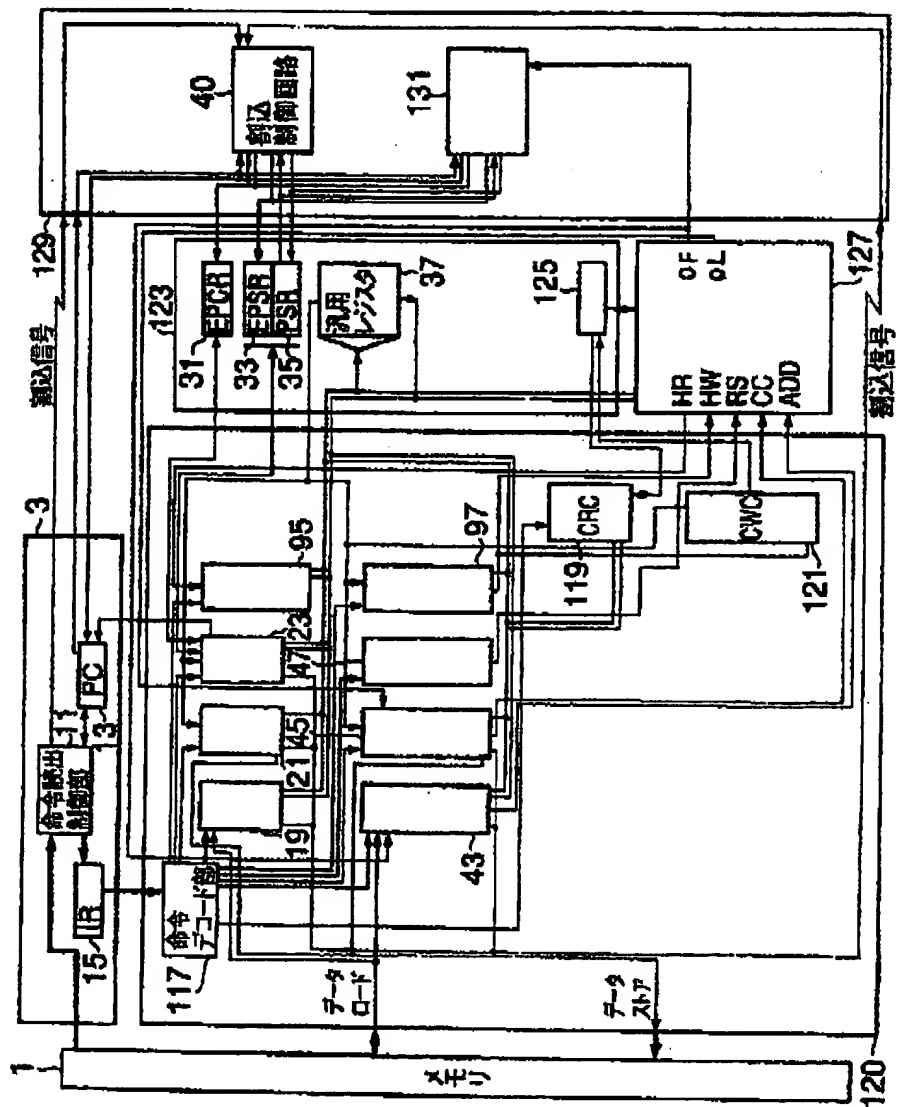 1
メモリ
3
命令読出
制御部
11
PC
13
IR
15
117
命令
デコード部
データ
ロード
データ
ストア
120
19
21
23
95
43
45
47
97
119
CRC
121
CWC
割込信号
129
123
31
EPCR
33
EPSR
PSR
35
汎用
レジスタ
37
125
HR
HW
RS
CC
ADD
OF
OL
127
割込信号
40
割込
制御回路
131